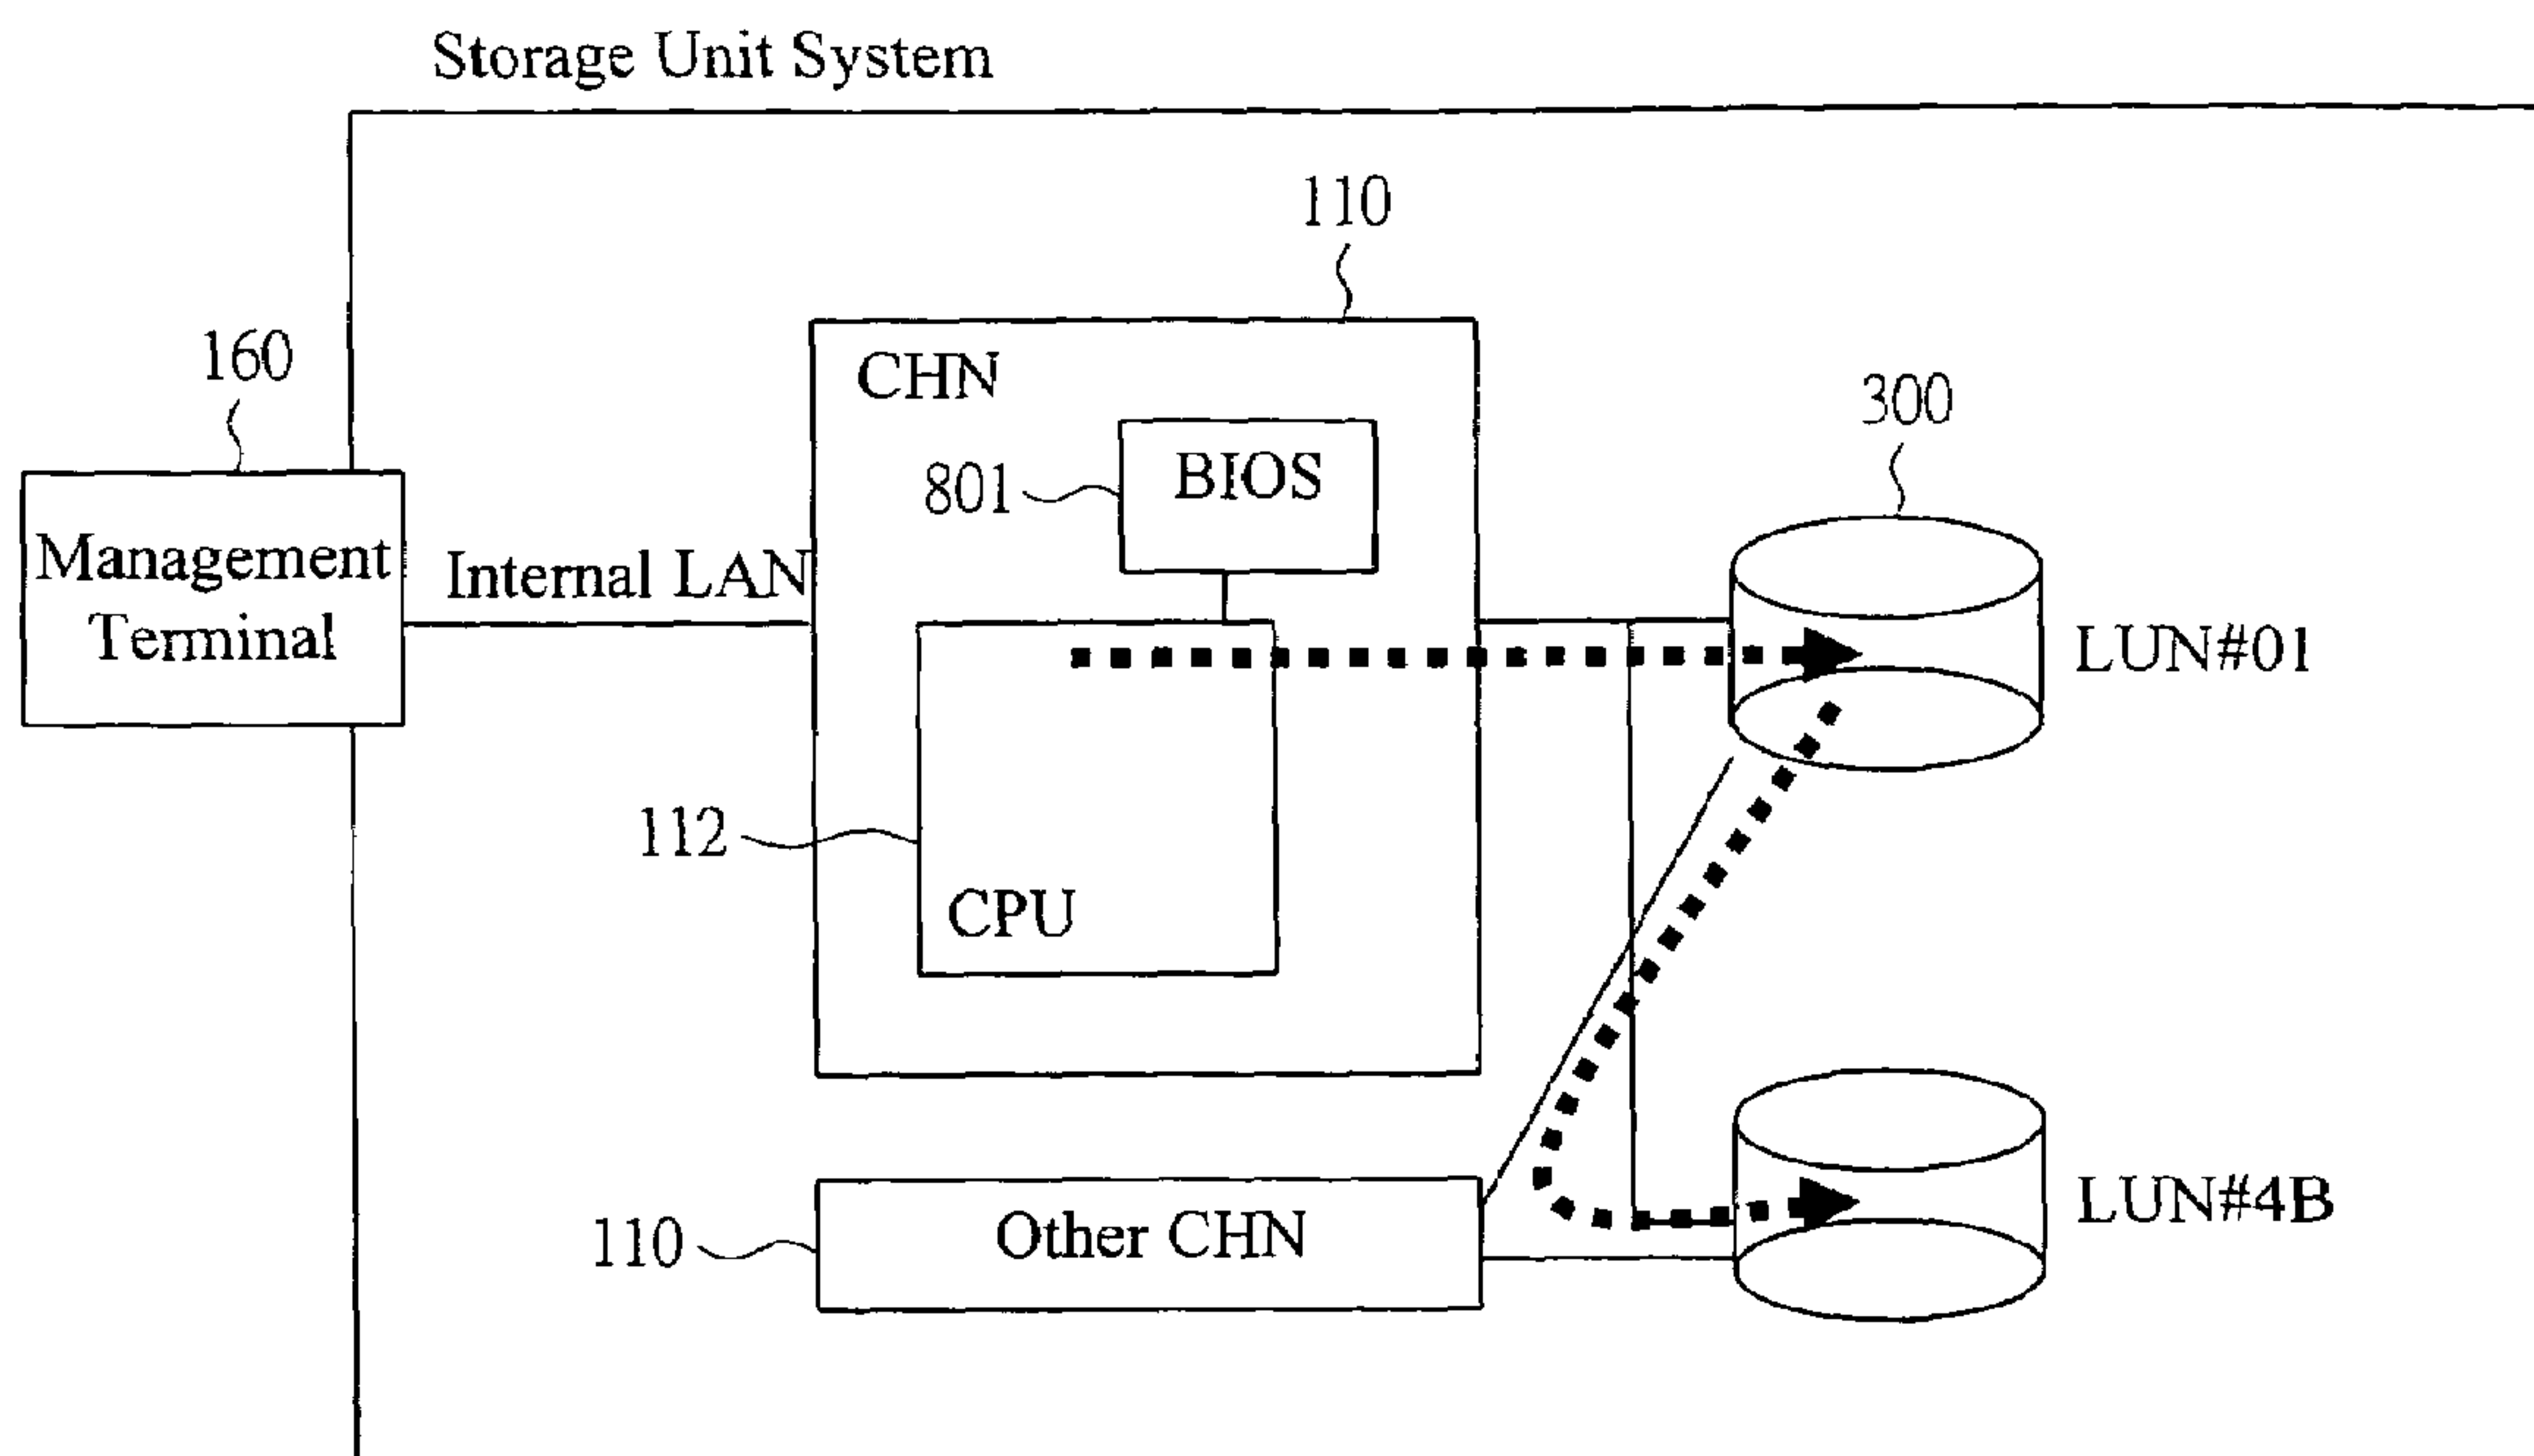 Storage Unit System
110
160
CHN
300
BIOS
801
Management
Terminal
Internal LAN
LUN#01
112
CPU
LUN#4B
110
Other CHN